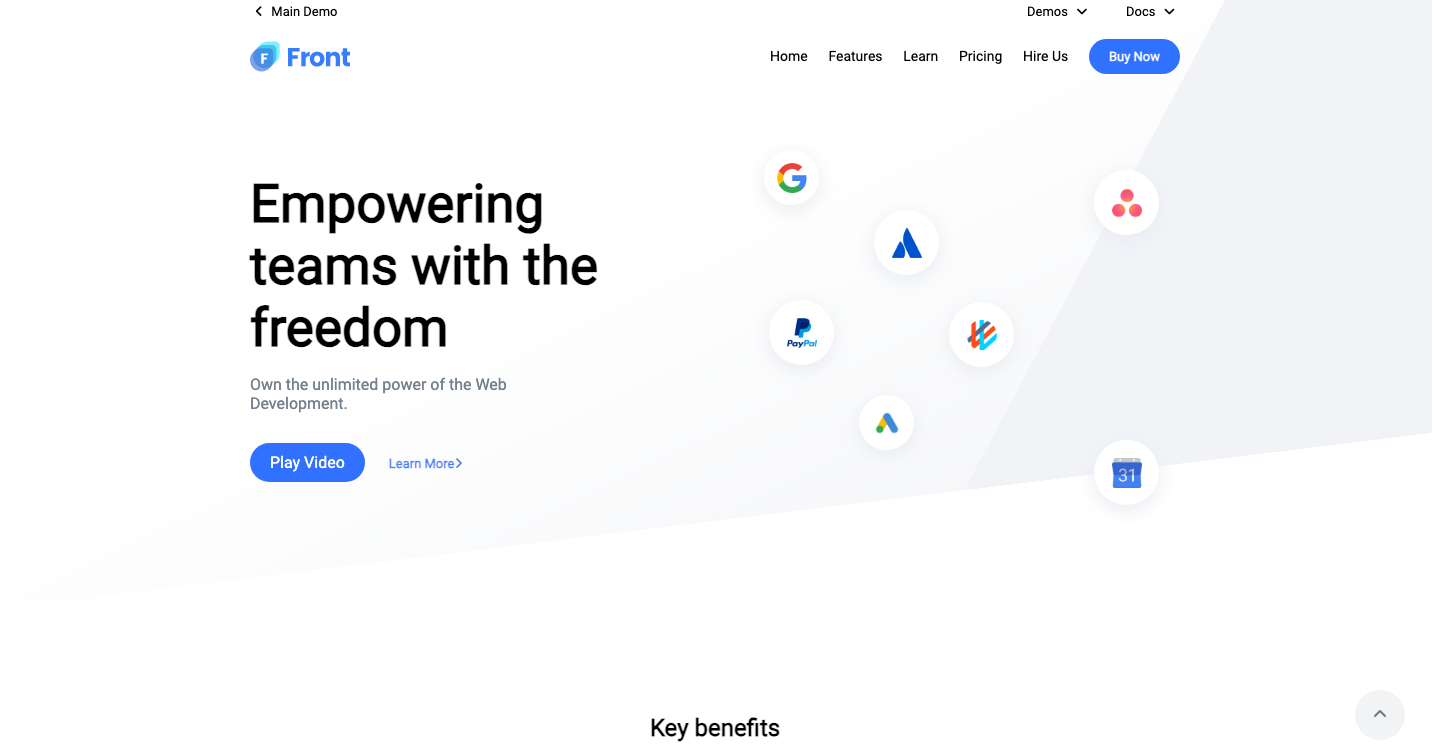 Main Demo
Demos
Docs
F Front
Home
Features
Learn
Pricing
Hire Us
Buy Now
Empowering
teams with the
freedom
Own the unlimited power of the Web
Development.
Play Video
Learn More
PayPal
31
Key benefits